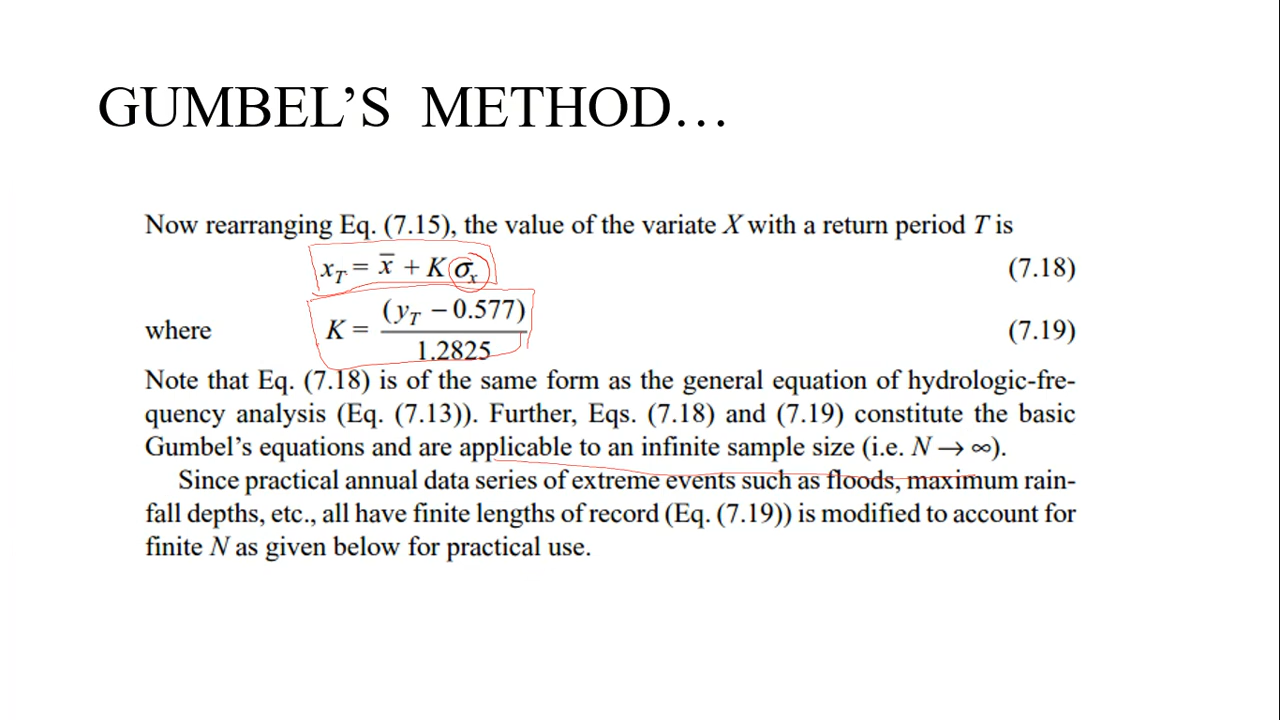 GUMBEL’S METHOD…
Now rearranging Eq. (7.15), the value of the variate X with a return period T is
x_T = x̄ + K σ_x (7.18)
where K = (y_T − 0.577) / 1.2825 (7.19)
Note that Eq. (7.18) is of the same form as the general equation of hydrologic-fre-
quency analysis (Eq. (7.13)). Further, Eqs. (7.18) and (7.19) constitute the basic
Gumbel’s equations and are applicable to an infinite sample size (i.e. N → ∞).
Since practical annual data series of extreme events such as floods, maximum rain-
fall depths, etc., all have finite lengths of record (Eq. (7.19)) is modified to account for
finite N as given below for practical use.